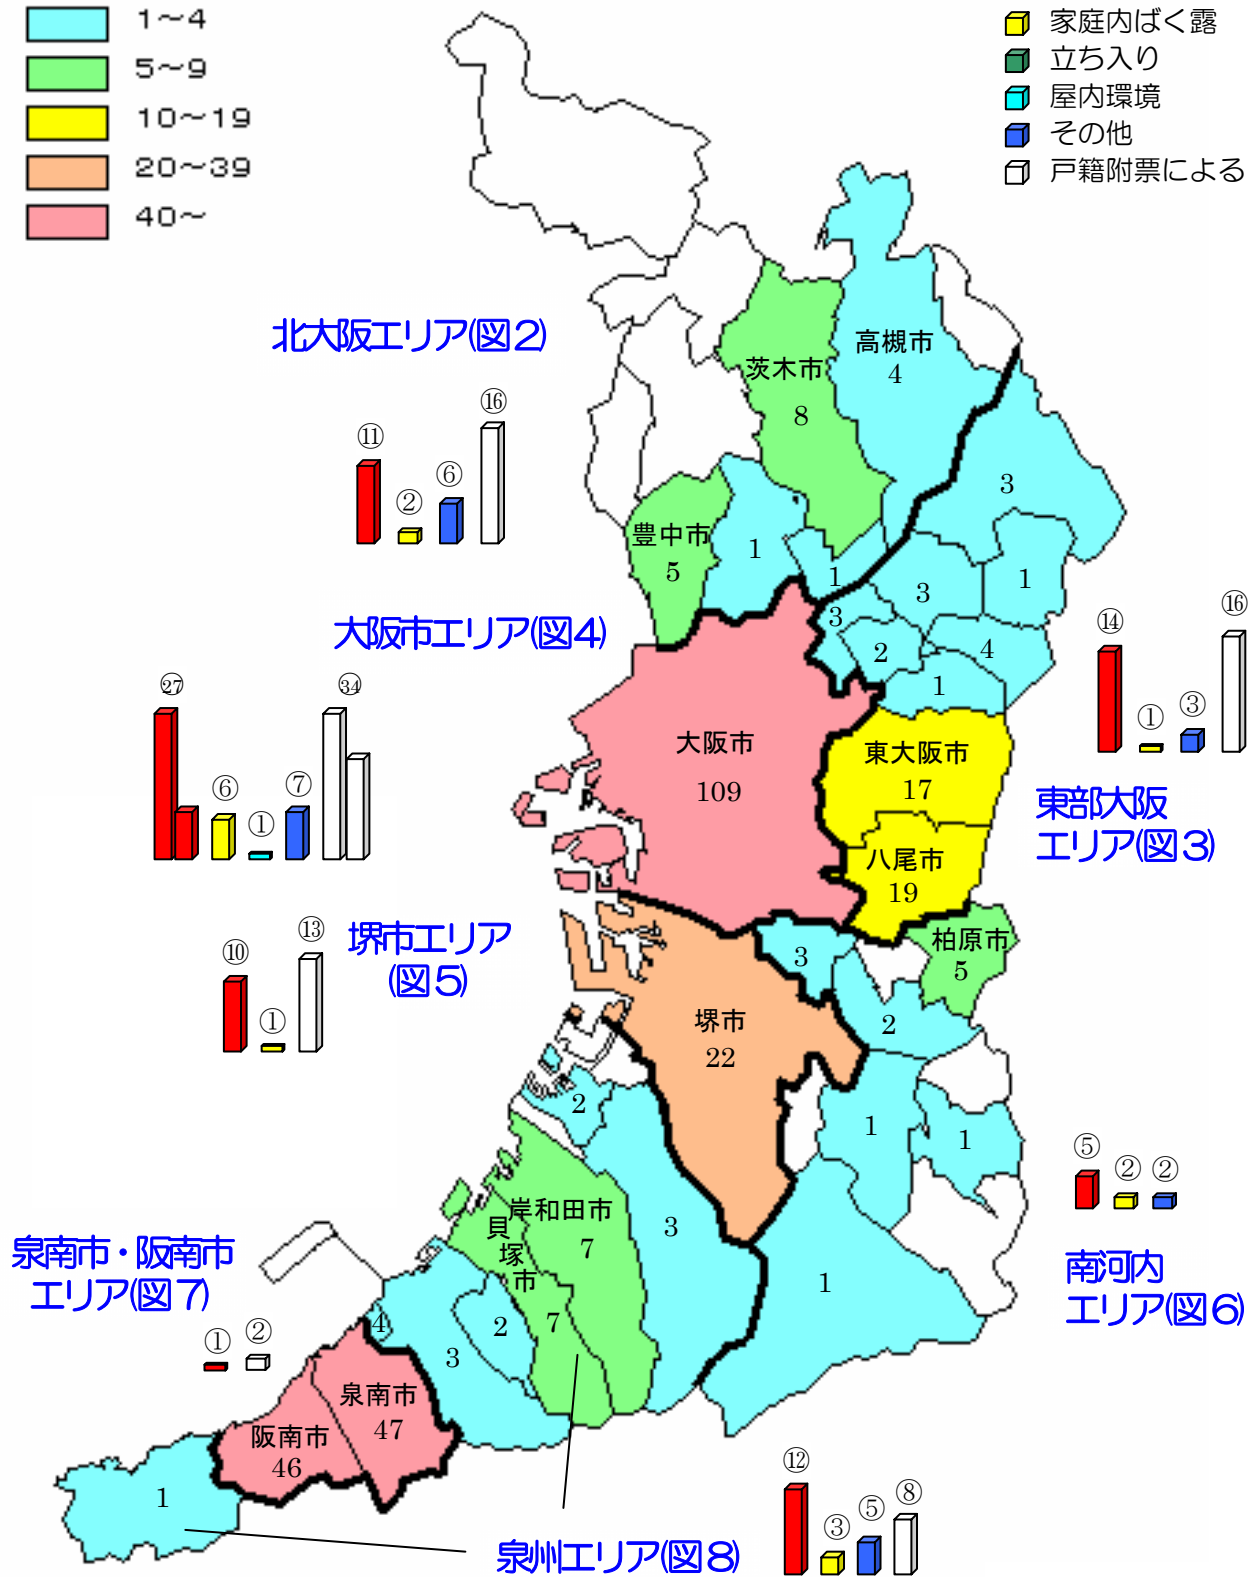 1～4
5～9
10～19
20～39
40～
家庭内ばく露
立ち入り
屋内環境
その他
戸籍附票による
北大阪エリア(図2)
⑪
②
⑥
⑯
高槻市
4
茨木市
8
3
豊中市
5
1
1
3
1
3
2
4
1
大阪市エリア(図4)
㉗
⑥
①
⑦
㉞
大阪市
109
東大阪市
17
八尾市
19
⑭
①
③
⑯
東部大阪
エリア(図3)
堺市エリア
(図5)
⑩
①
⑬
柏原市
5
3
2
堺市
22
2
1
1
⑤
②
②
南河内
エリア(図6)
岸和田市
7
貝
塚
市
7
3
1
泉南市・阪南市
エリア(図7)
①
②
4
2
3
泉南市
47
阪南市
46
1
⑫
③
⑤
⑧
泉州エリア(図8)